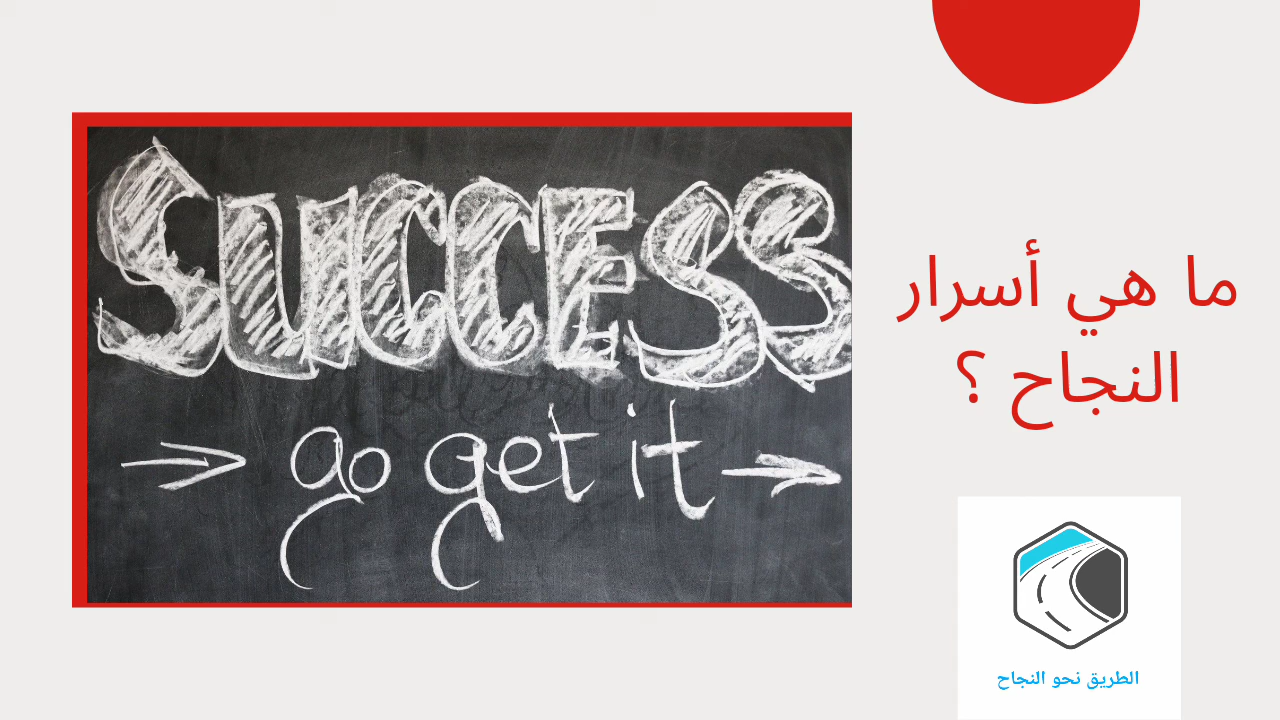 SUCCESS
go get it
ما هي أسرار
النجاح ؟
الطريق نحو النجاح